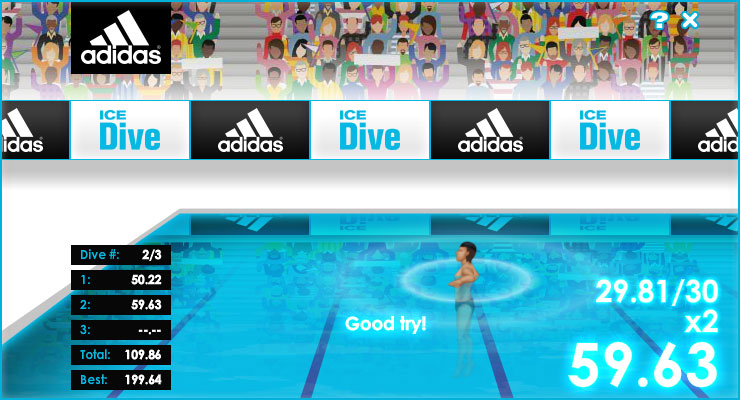 ? X
adidas
adidas
ICE
Dive
adidas
ICE
Dive
adidas
ICE
Dive
adidas
Dive #: 2/3
1: 50.22
2: 59.63
3: --.--
Total: 109.86
Best: 199.64
Good try!
29.81/30
x2
59.63